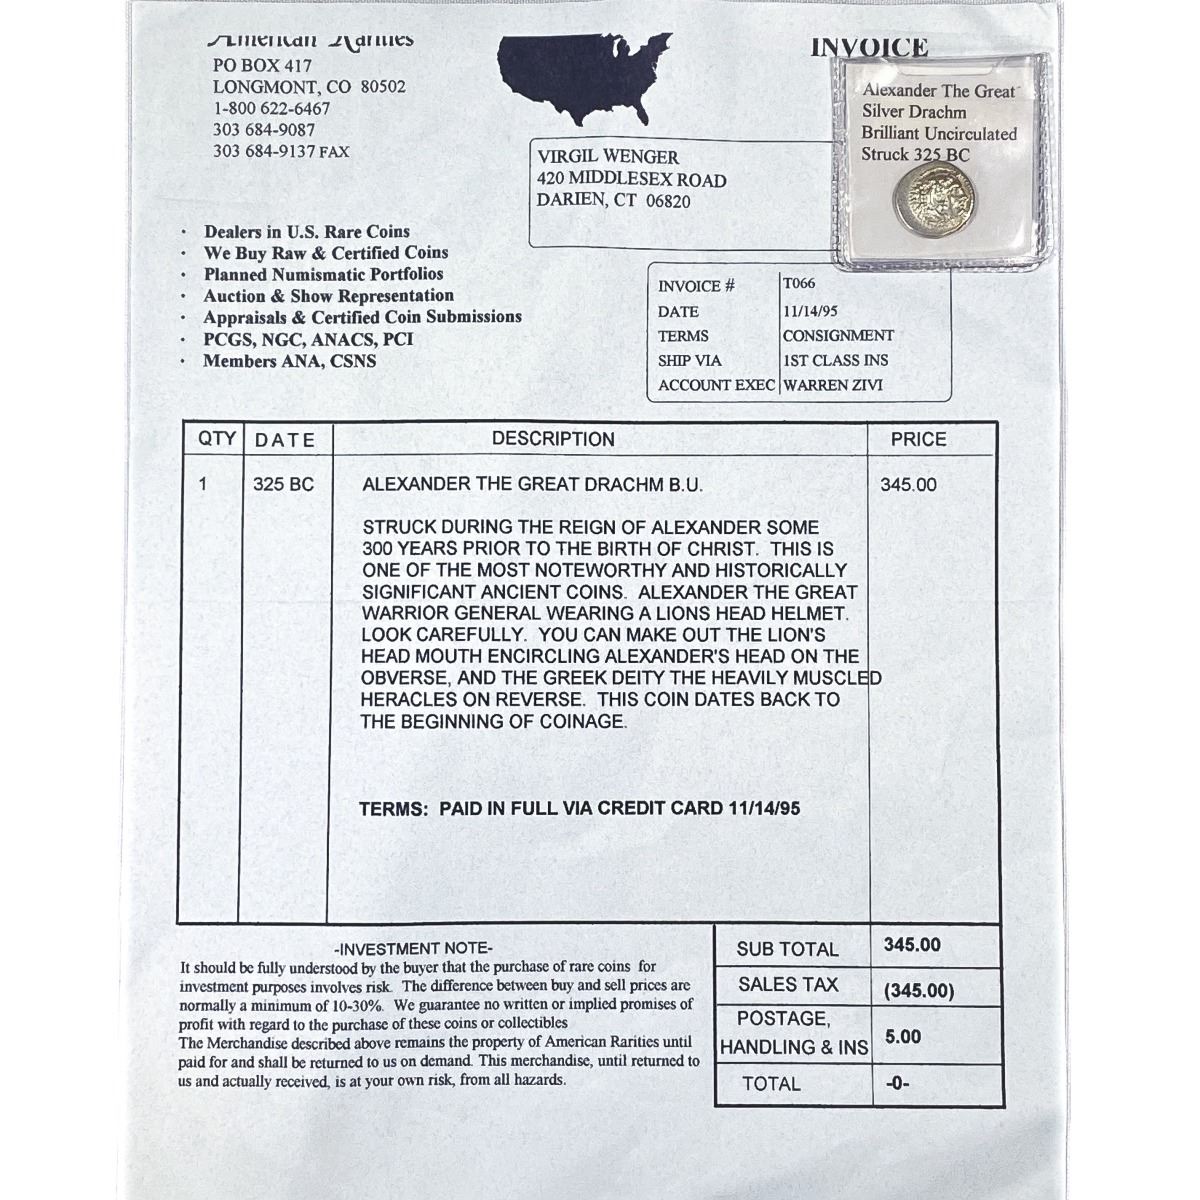 American Rarities
PO BOX 417
LONGMONT, CO 80502
1-800 622-6467
303 684-9087
303 684-9137 FAX
INVOICE
Alexander The Great
Silver Drachm
Brilliant Uncirculated
Struck 325 BC
VIRGIL WENGER
420 MIDDLESEX ROAD
DARIEN, CT 06820
· Dealers in U.S. Rare Coins
· We Buy Raw & Certified Coins
· Planned Numismatic Portfolios
· Auction & Show Representation
· Appraisals & Certified Coin Submissions
· PCGS, NGC, ANACS, PCI
· Members ANA, CSNS
INVOICE # T066
DATE 11/14/95
TERMS CONSIGNMENT
SHIP VIA 1ST CLASS INS
ACCOUNT EXEC WARREN ZIVI
QTY DATE DESCRIPTION PRICE
1 325 BC ALEXANDER THE GREAT DRACHM B.U. 345.00
STRUCK DURING THE REIGN OF ALEXANDER SOME
300 YEARS PRIOR TO THE BIRTH OF CHRIST. THIS IS
ONE OF THE MOST NOTEWORTHY AND HISTORICALLY
SIGNIFICANT ANCIENT COINS. ALEXANDER THE GREAT
WARRIOR GENERAL WEARING A LIONS HEAD HELMET.
LOOK CAREFULLY. YOU CAN MAKE OUT THE LION'S
HEAD MOUTH ENCIRCLING ALEXANDER'S HEAD ON THE
OBVERSE, AND THE GREEK DEITY THE HEAVILY MUSCLED
HERACLES ON REVERSE. THIS COIN DATES BACK TO
THE BEGINNING OF COINAGE.
TERMS: PAID IN FULL VIA CREDIT CARD 11/14/95
-INVESTMENT NOTE-
It should be fully understood by the buyer that the purchase of rare coins for
investment purposes involves risk. The difference between buy and sell prices are
normally a minimum of 10-30%. We guarantee no written or implied promises of
profit with regard to the purchase of these coins or collectibles
The Merchandise described above remains the property of American Rarities until
paid for and shall be returned to us on demand. This merchandise, until returned to
us and actually received, is at your own risk, from all hazards.
SUB TOTAL 345.00
SALES TAX (345.00)
POSTAGE,
HANDLING & INS 5.00
TOTAL -0-